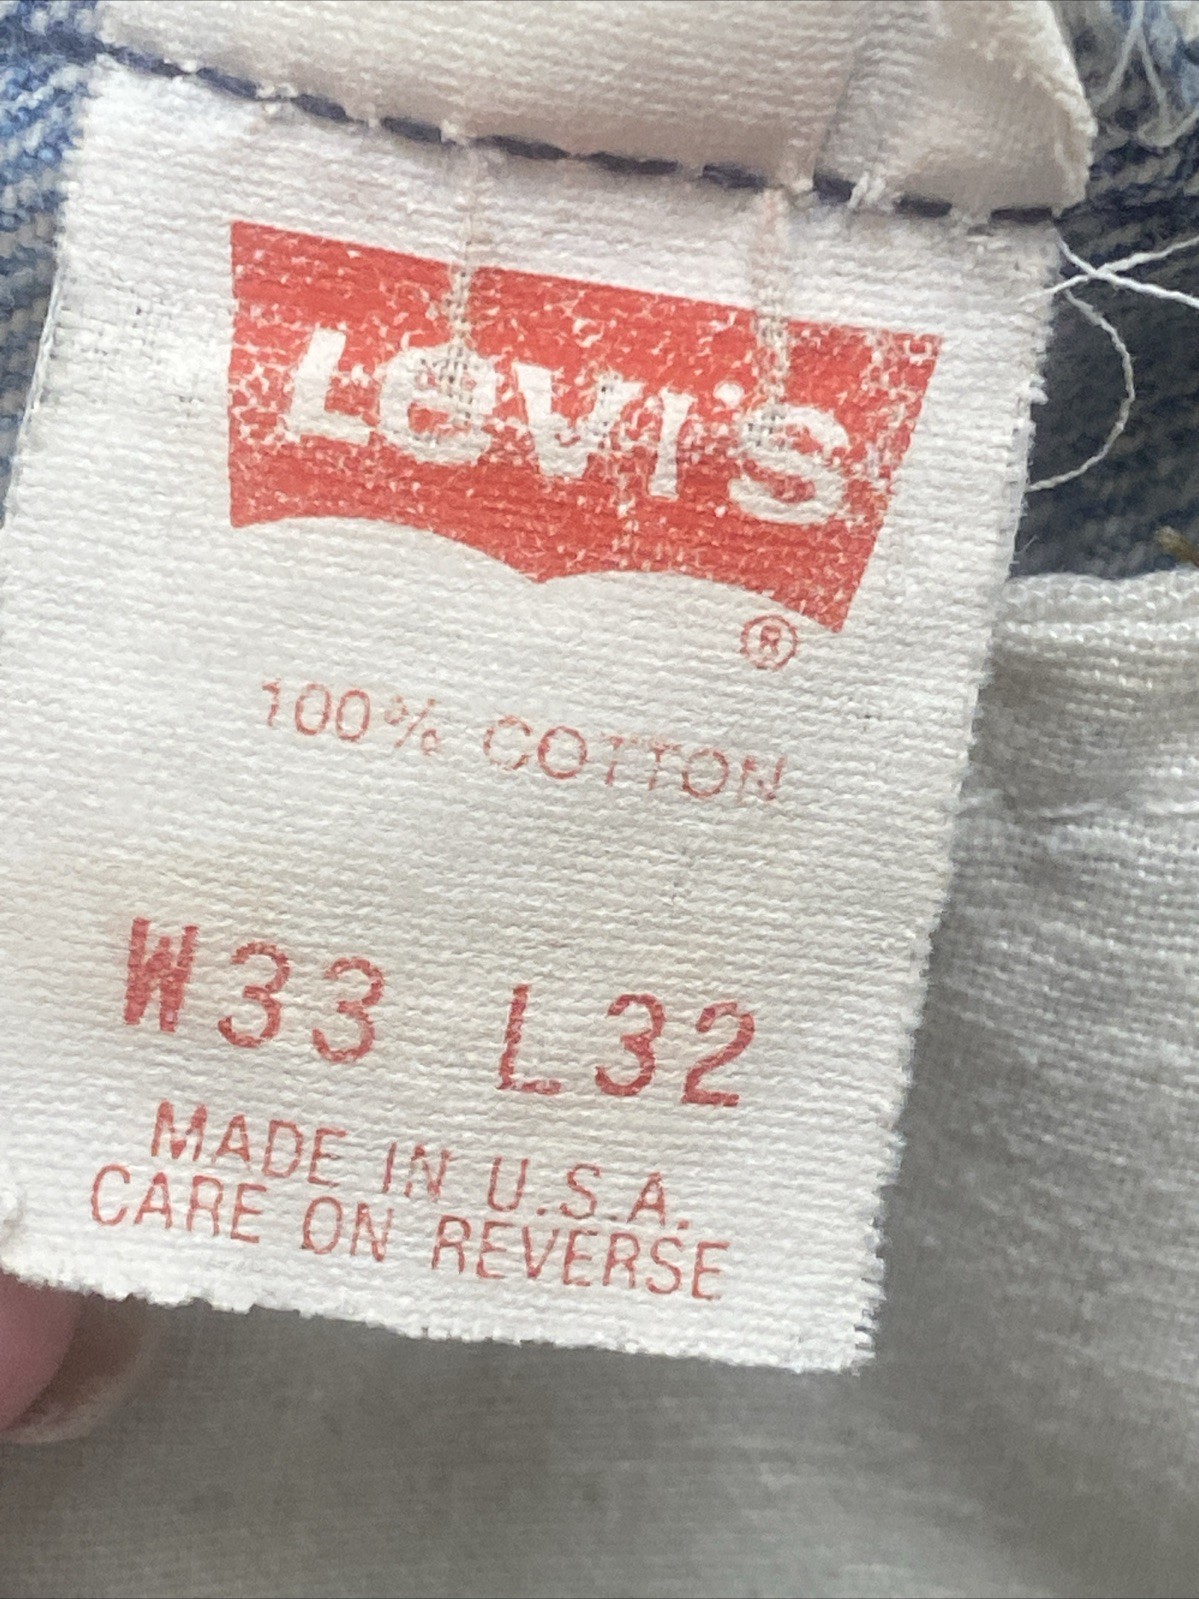 LEVI'S
®
100% COTTON
W33 L32
MADE IN U.S.A.
CARE ON REVERSE